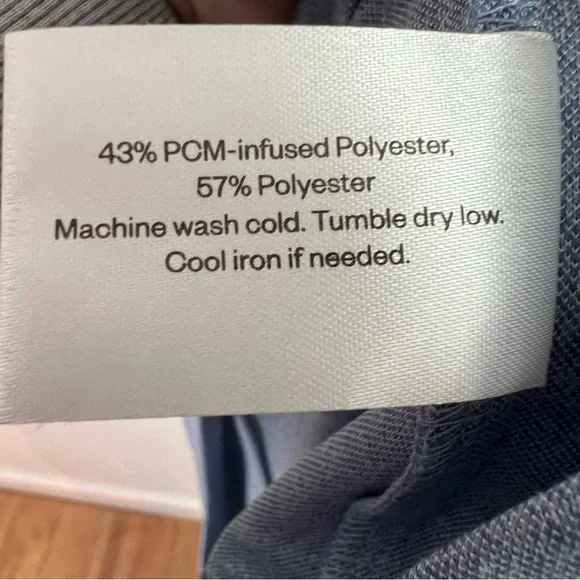 43% PCM-infused Polyester,
57% Polyester
Machine wash cold. Tumble dry low.
Cool iron if needed.